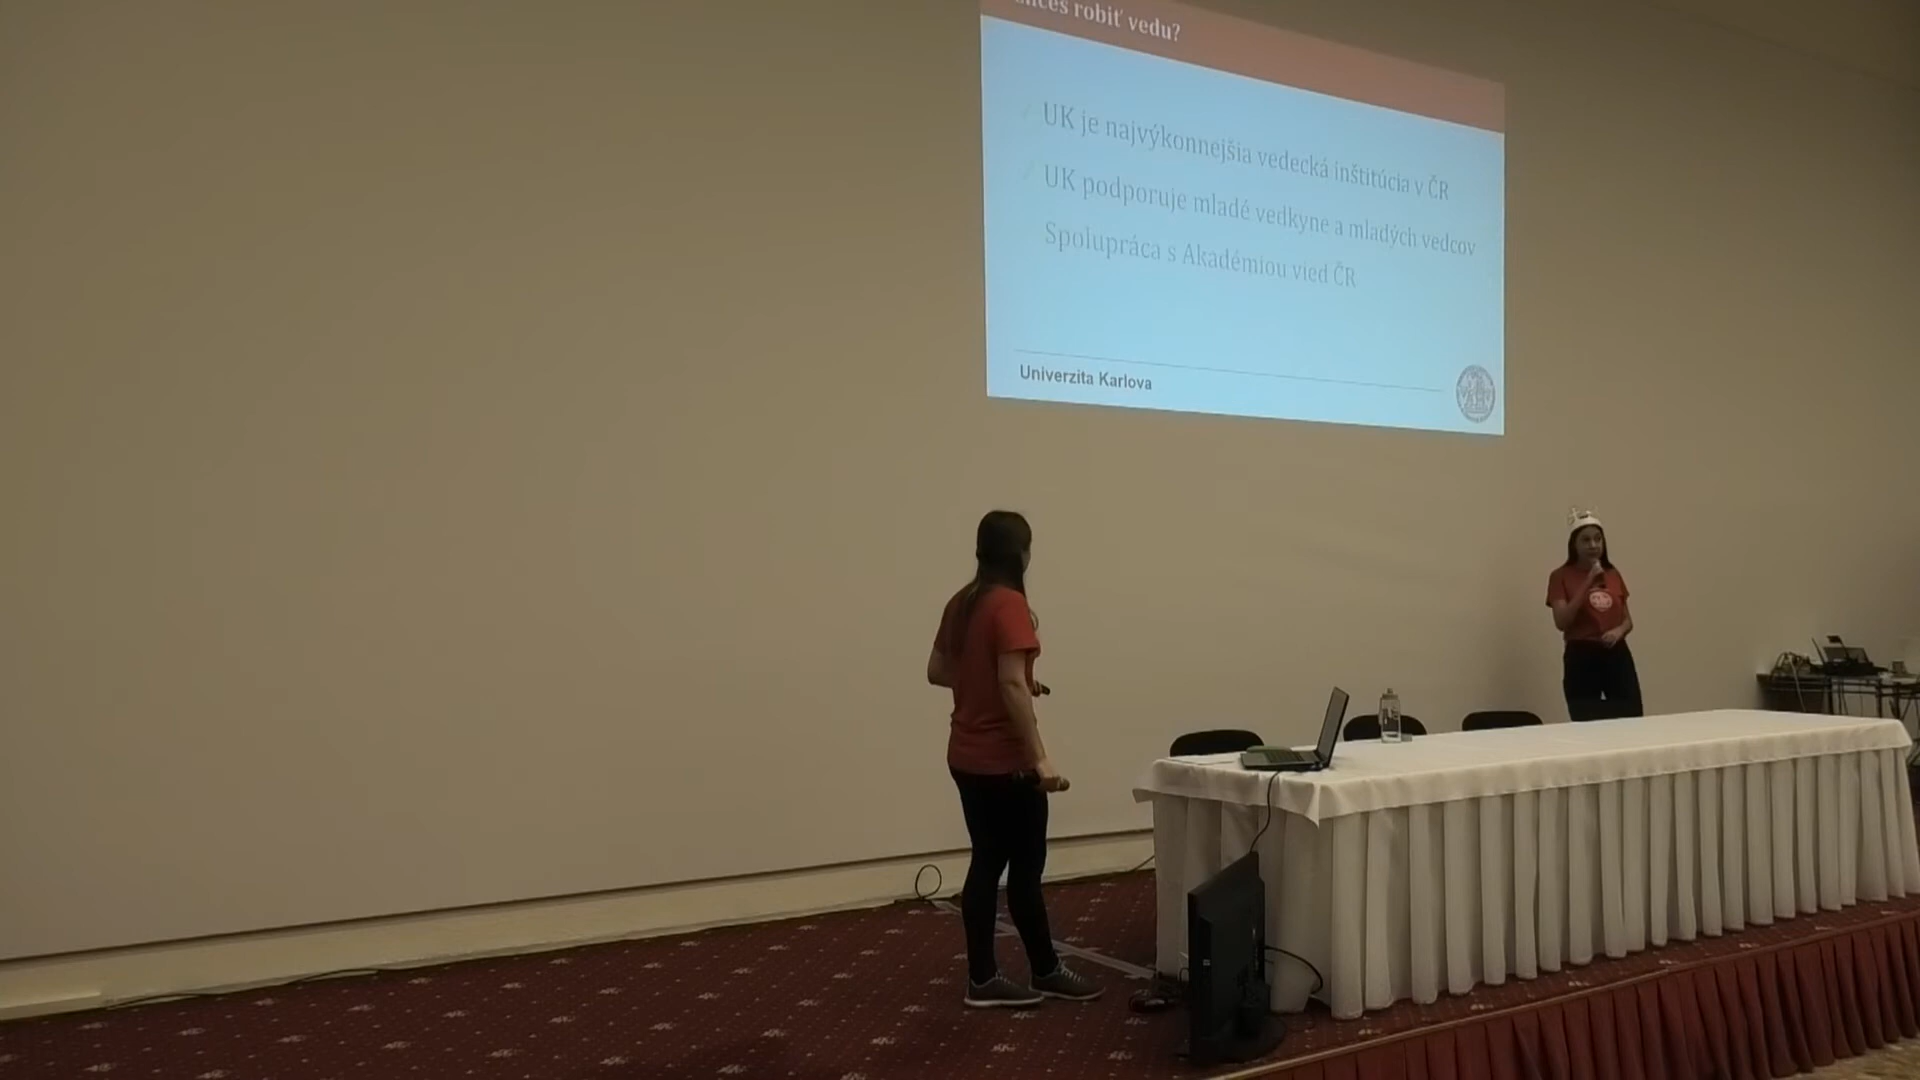 robiť vedu?
UK je najvýkonnejšia vedecká inštitúcia v ČR
UK podporuje mladé vedkyne a mladých vedcov
Spolupráca s Akadémiou vied ČR
Univerzita Karlova